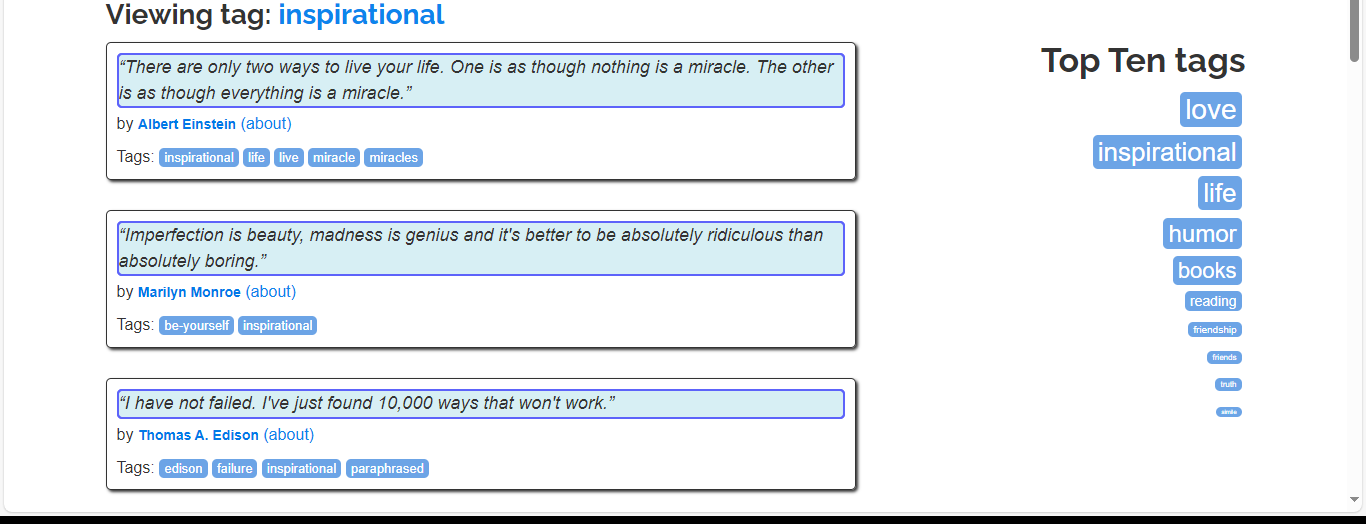 Viewing tag: inspirational
“There are only two ways to live your life. One is as though nothing is a miracle. The other
is as though everything is a miracle.”
by Albert Einstein (about)
Tags: inspirational life live miracle miracles
“Imperfection is beauty, madness is genius and it's better to be absolutely ridiculous than
absolutely boring.”
by Marilyn Monroe (about)
Tags: be-yourself inspirational
“I have not failed. I've just found 10,000 ways that won't work.”
by Thomas A. Edison (about)
Tags: edison failure inspirational paraphrased
Top Ten tags
love
inspirational
life
humor
books
reading
friendship
friends
truth
simile